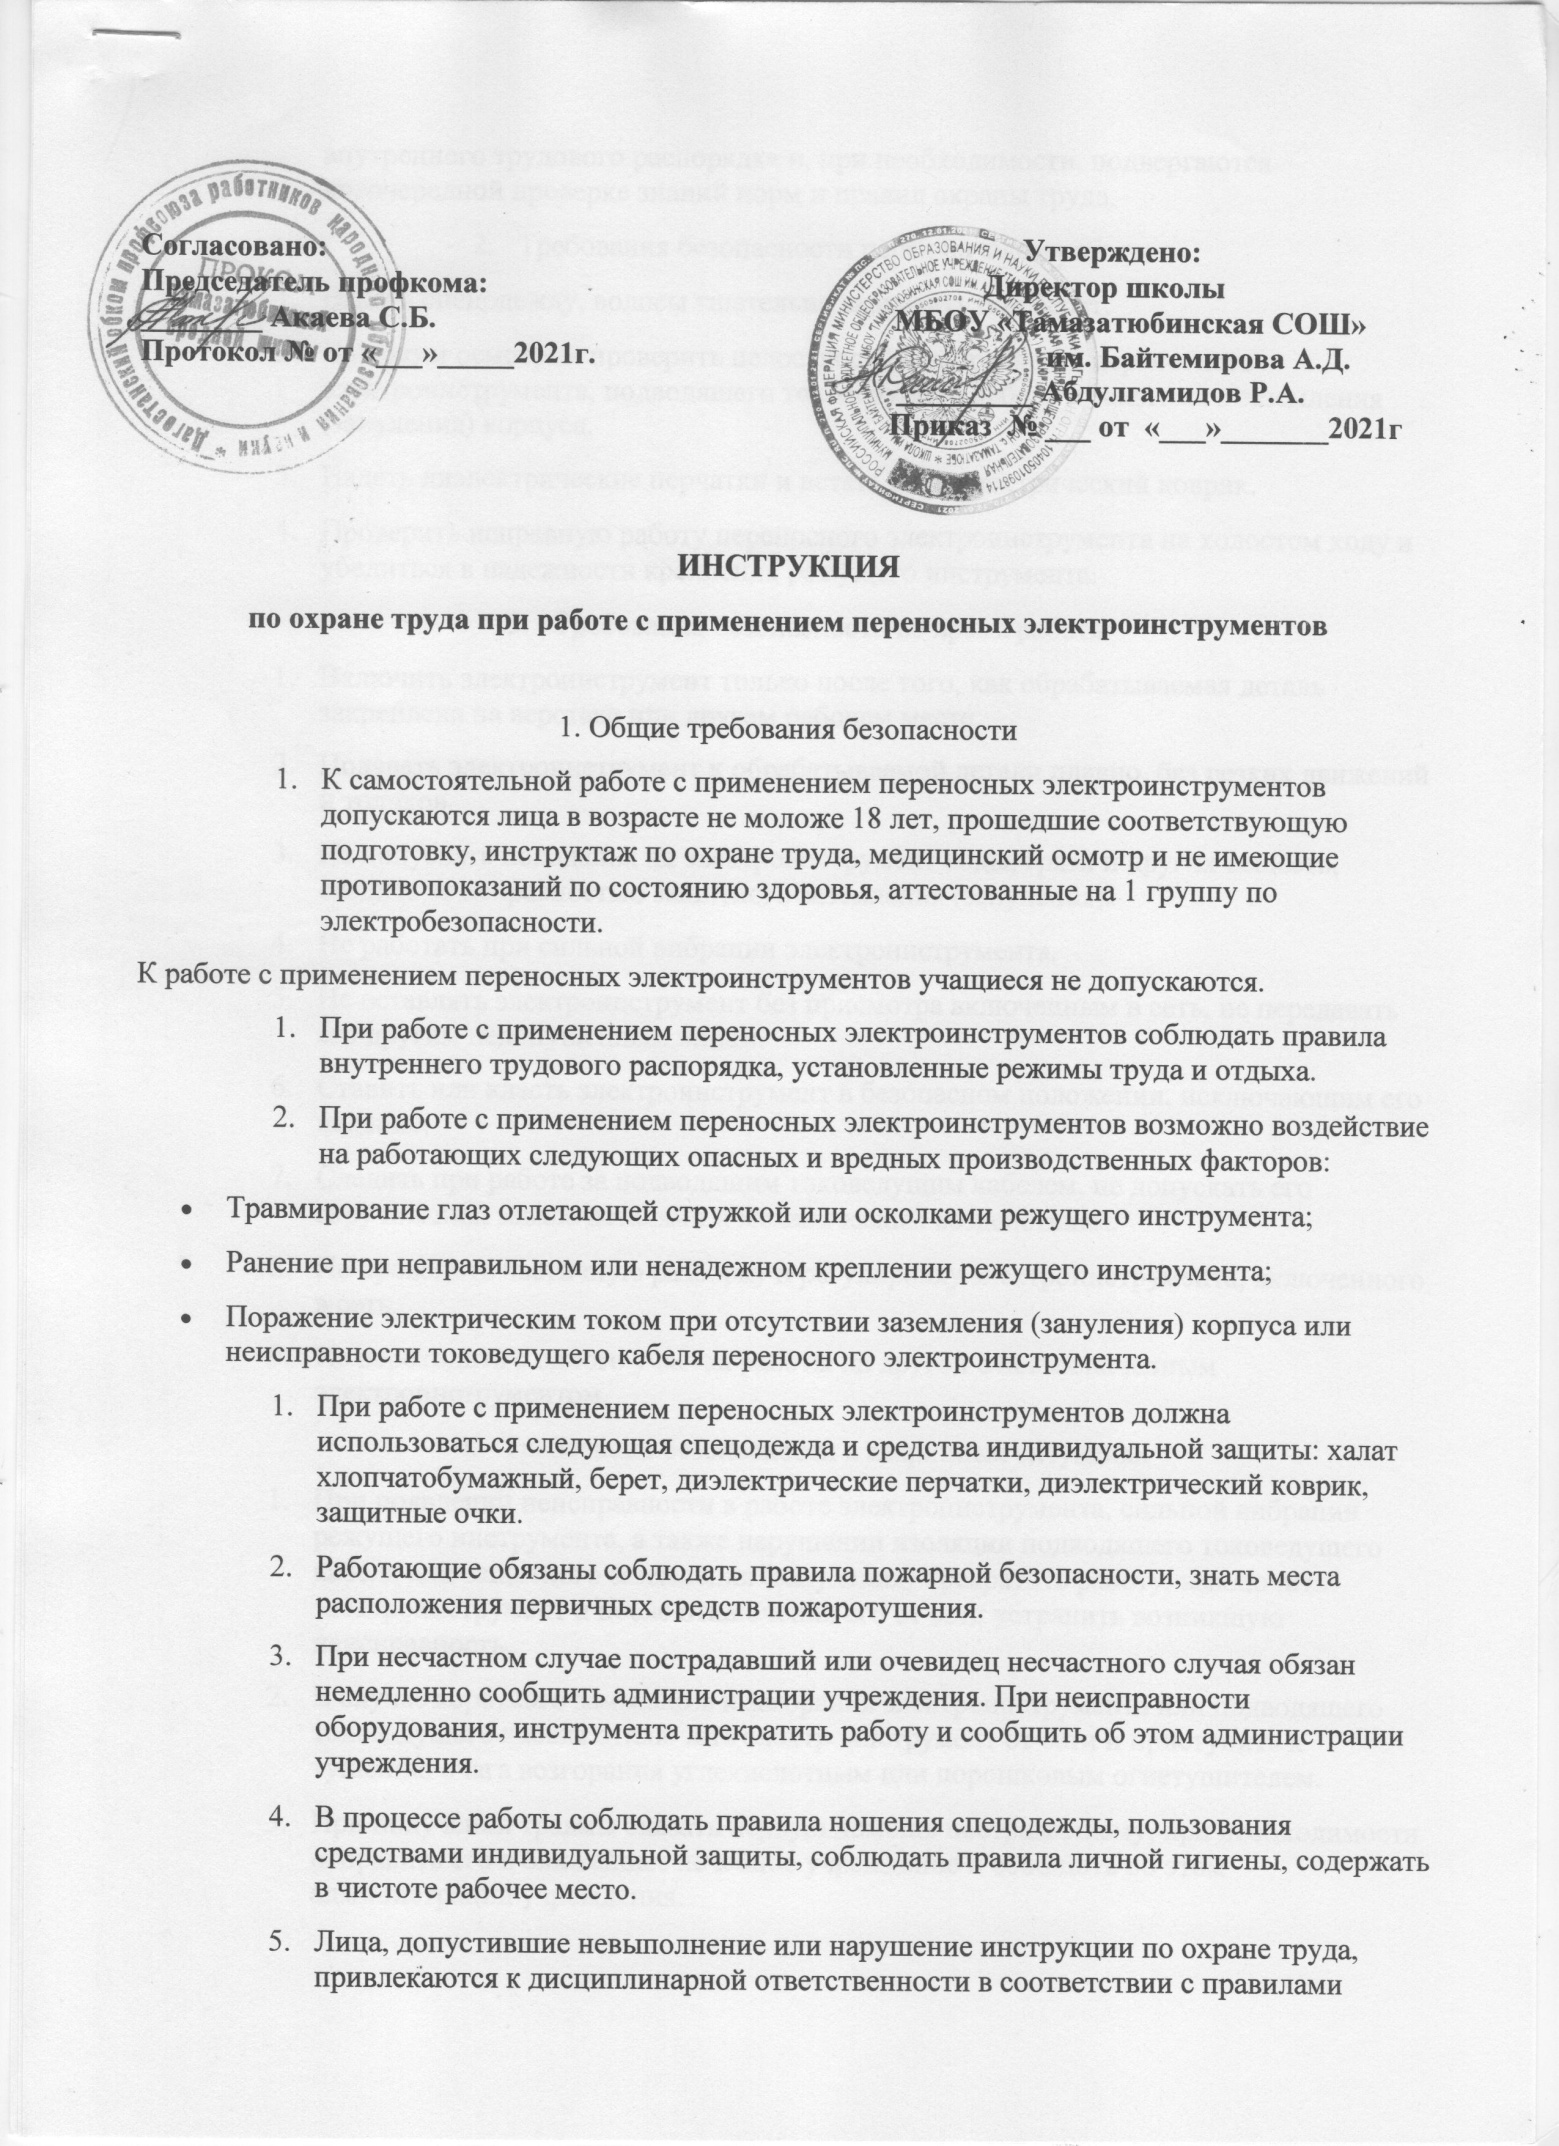 Согласовано:
Председатель профкома:
________ Акаева С.Б.
Протокол № от «___»_____2021г.
Утверждено:
Директор школы
МБОУ «Тамазатюбинская СОШ»
им. Байтемирова А.Д.
__________Абдулгамидов Р.А.
Приказ №___ от «___»_______2021г
ИНСТРУКЦИЯ
по охране труда при работе с применением переносных электроинструментов
1. Общие требования безопасности
1. К самостоятельной работе с применением переносных электроинструментов
допускаются лица в возрасте не моложе 18 лет, прошедшие соответствующую
подготовку, инструктаж по охране труда, медицинский осмотр и не имеющие
противопоказаний по состоянию здоровья, аттестованные на 1 группу по
электробезопасности.
К работе с применением переносных электроинструментов учащиеся не допускаются.
1. При работе с применением переносных электроинструментов соблюдать правила
внутреннего трудового распорядка, установленные режимы труда и отдыха.
2. При работе с применением переносных электроинструментов возможно воздействие
на работающих следующих опасных и вредных производственных факторов:
• Травмирование глаз отлетающей стружкой или осколками режущего инструмента;
• Ранение при неправильном или ненадежном креплении режущего инструмента;
• Поражение электрическим током при отсутствии заземления (зануления) корпуса или
неисправности токоведущего кабеля переносного электроинструмента.
1. При работе с применением переносных электроинструментов должна
использоваться следующая спецодежда и средства индивидуальной защиты: халат
хлопчатобумажный, берет, диэлектрические перчатки, диэлектрический коврик,
защитные очки.
2. Работающие обязаны соблюдать правила пожарной безопасности, знать места
расположения первичных средств пожаротушения.
3. При несчастном случае пострадавший или очевидец несчастного случая обязан
немедленно сообщить администрации учреждения. При неисправности
оборудования, инструмента прекратить работу и сообщить об этом администрации
учреждения.
4. В процессе работы соблюдать правила ношения спецодежды, пользования
средствами индивидуальной защиты, соблюдать правила личной гигиены, содержать
в чистоте рабочее место.
5. Лица, допустившие невыполнение или нарушение инструкции по охране труда,
привлекаются к дисциплинарной ответственности в соответствии с правилами